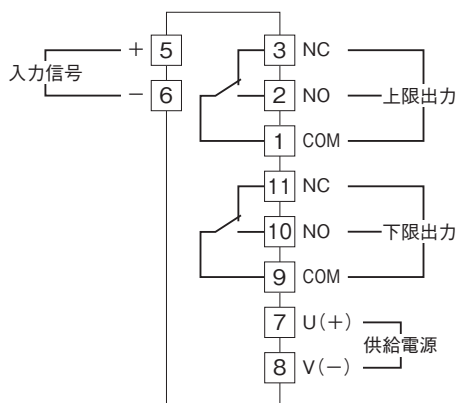 入力信号
+ 5
− 6
3 NC
2 NO
1 COM
上限出力
11 NC
10 NO
9 COM
下限出力
7 U(+)
8 V(−)
供給電源